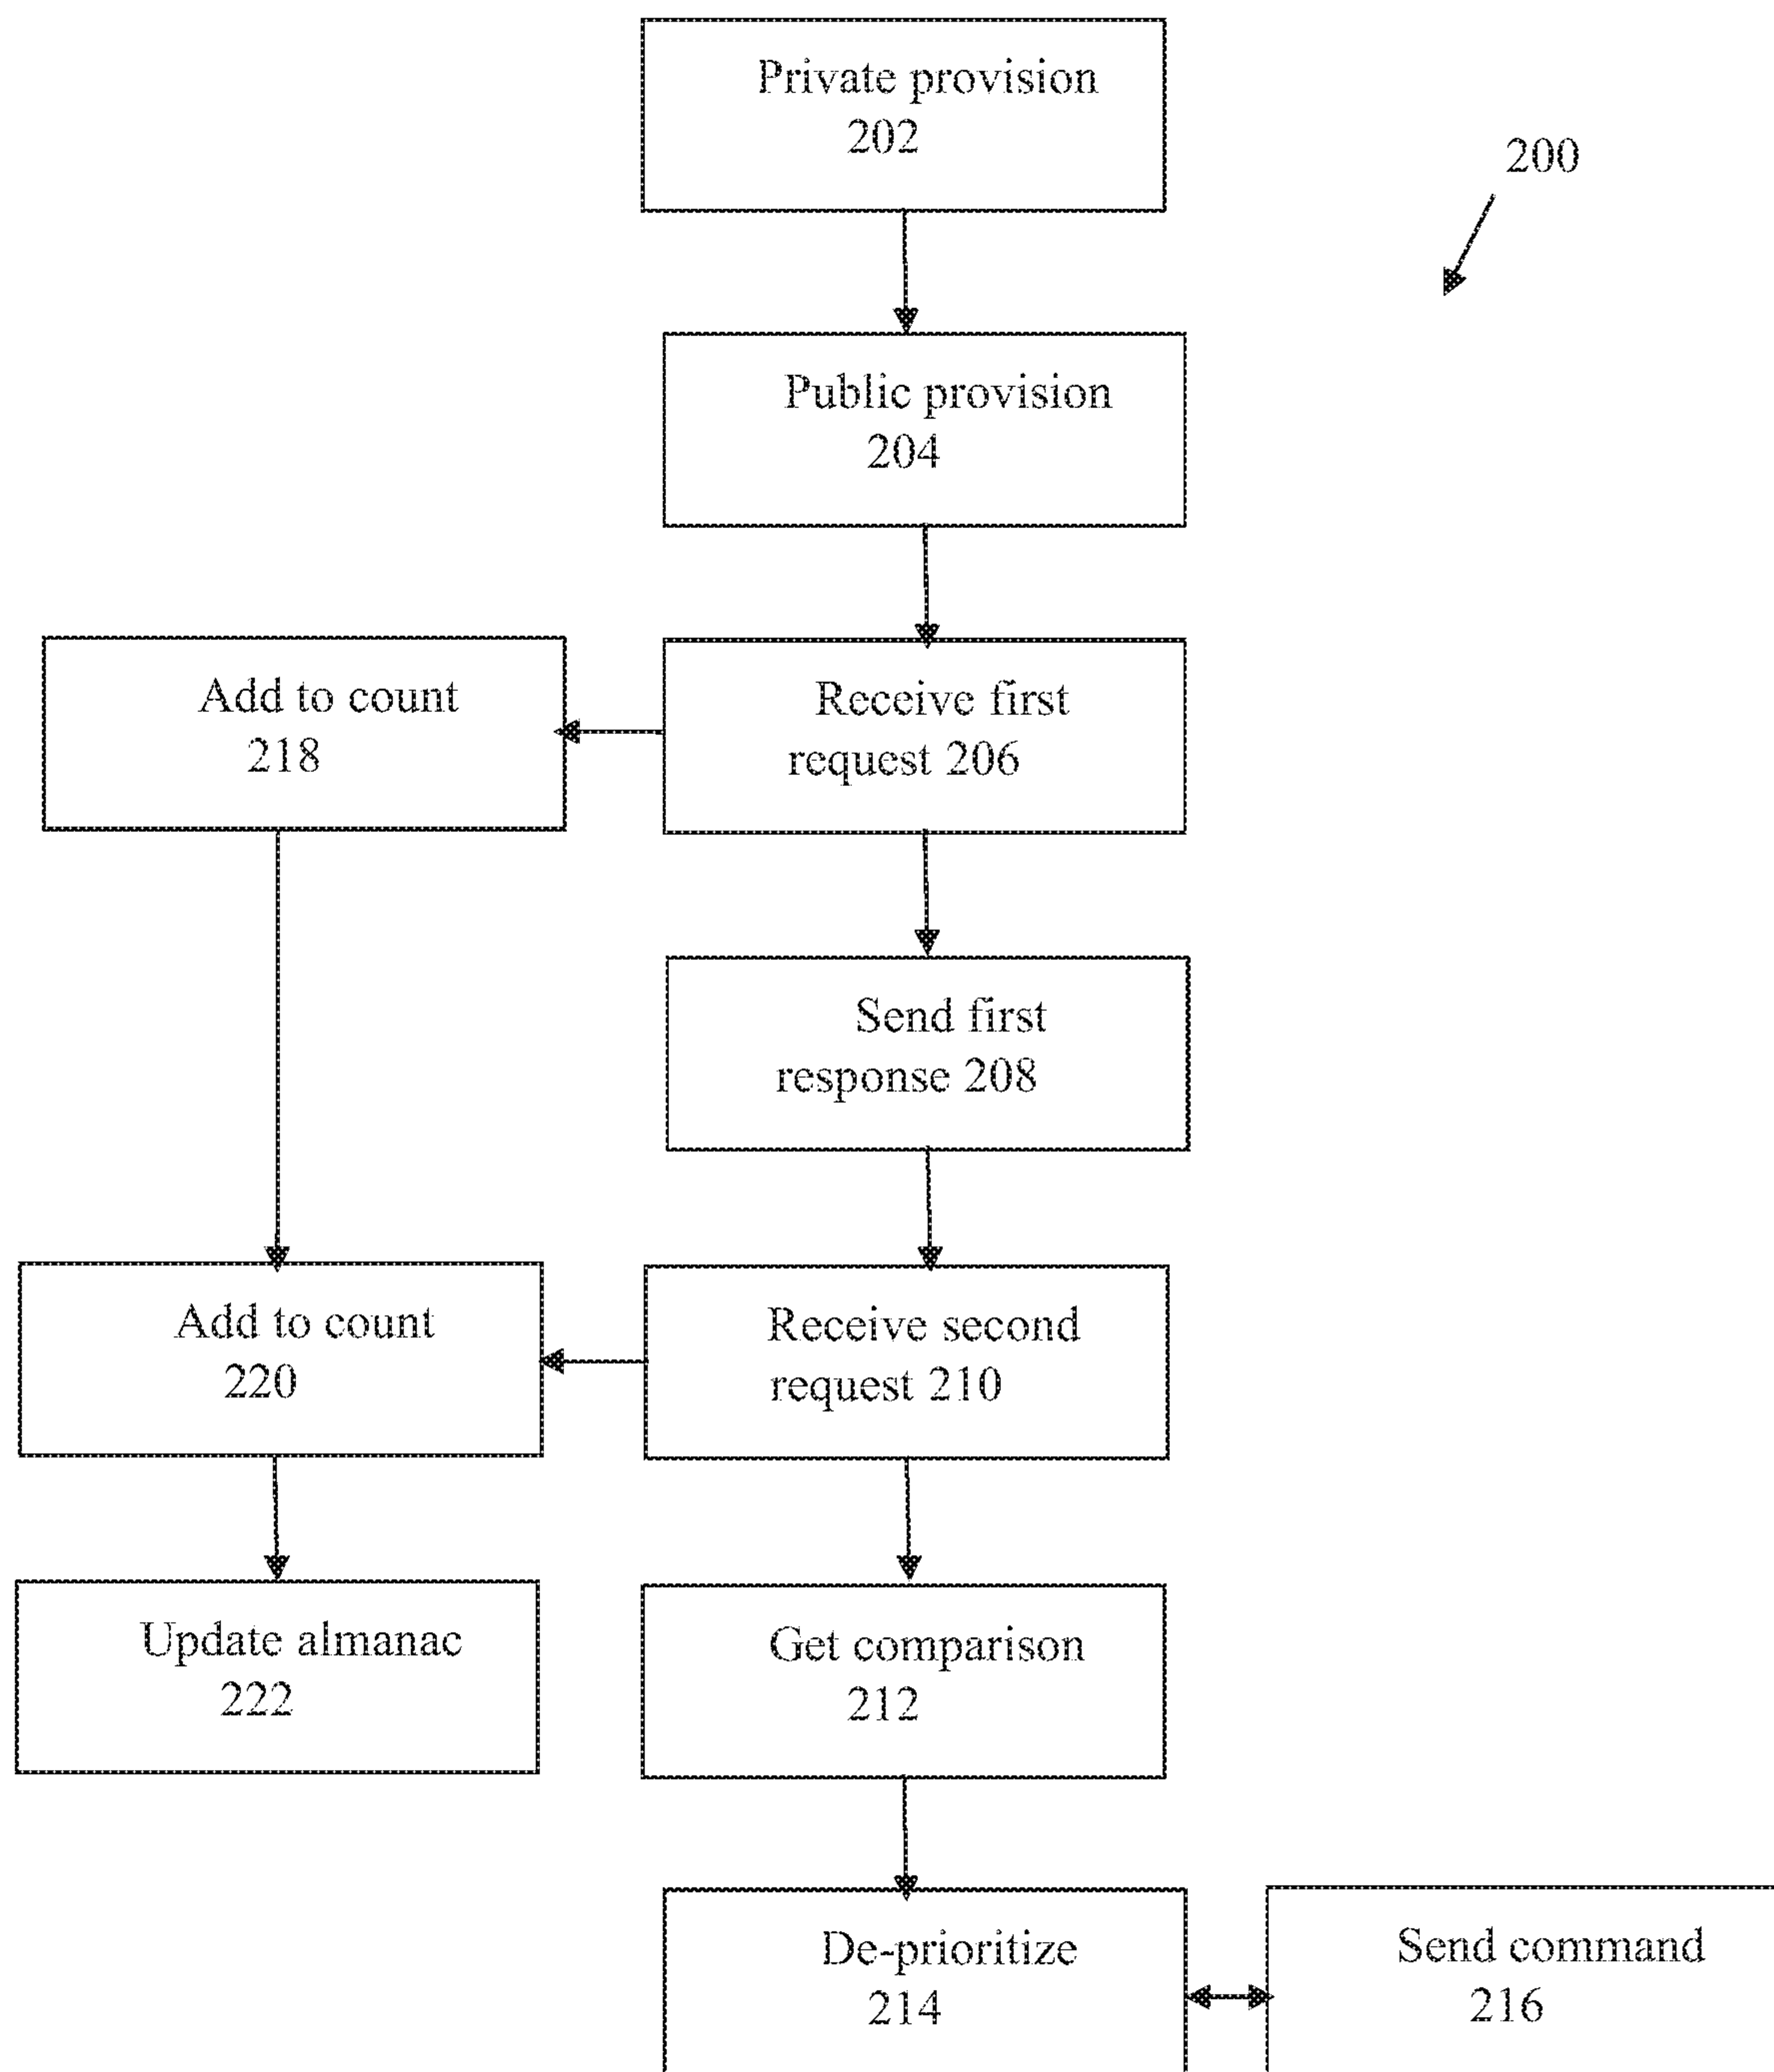 Private provision
202
200
Public provision
204
Add to count
218
Receive first
request 206
Send first
response 208
Add to count
220
Receive second
request 210
Update almanac
222
Get comparison
212
De-prioritize
214
Send command
216